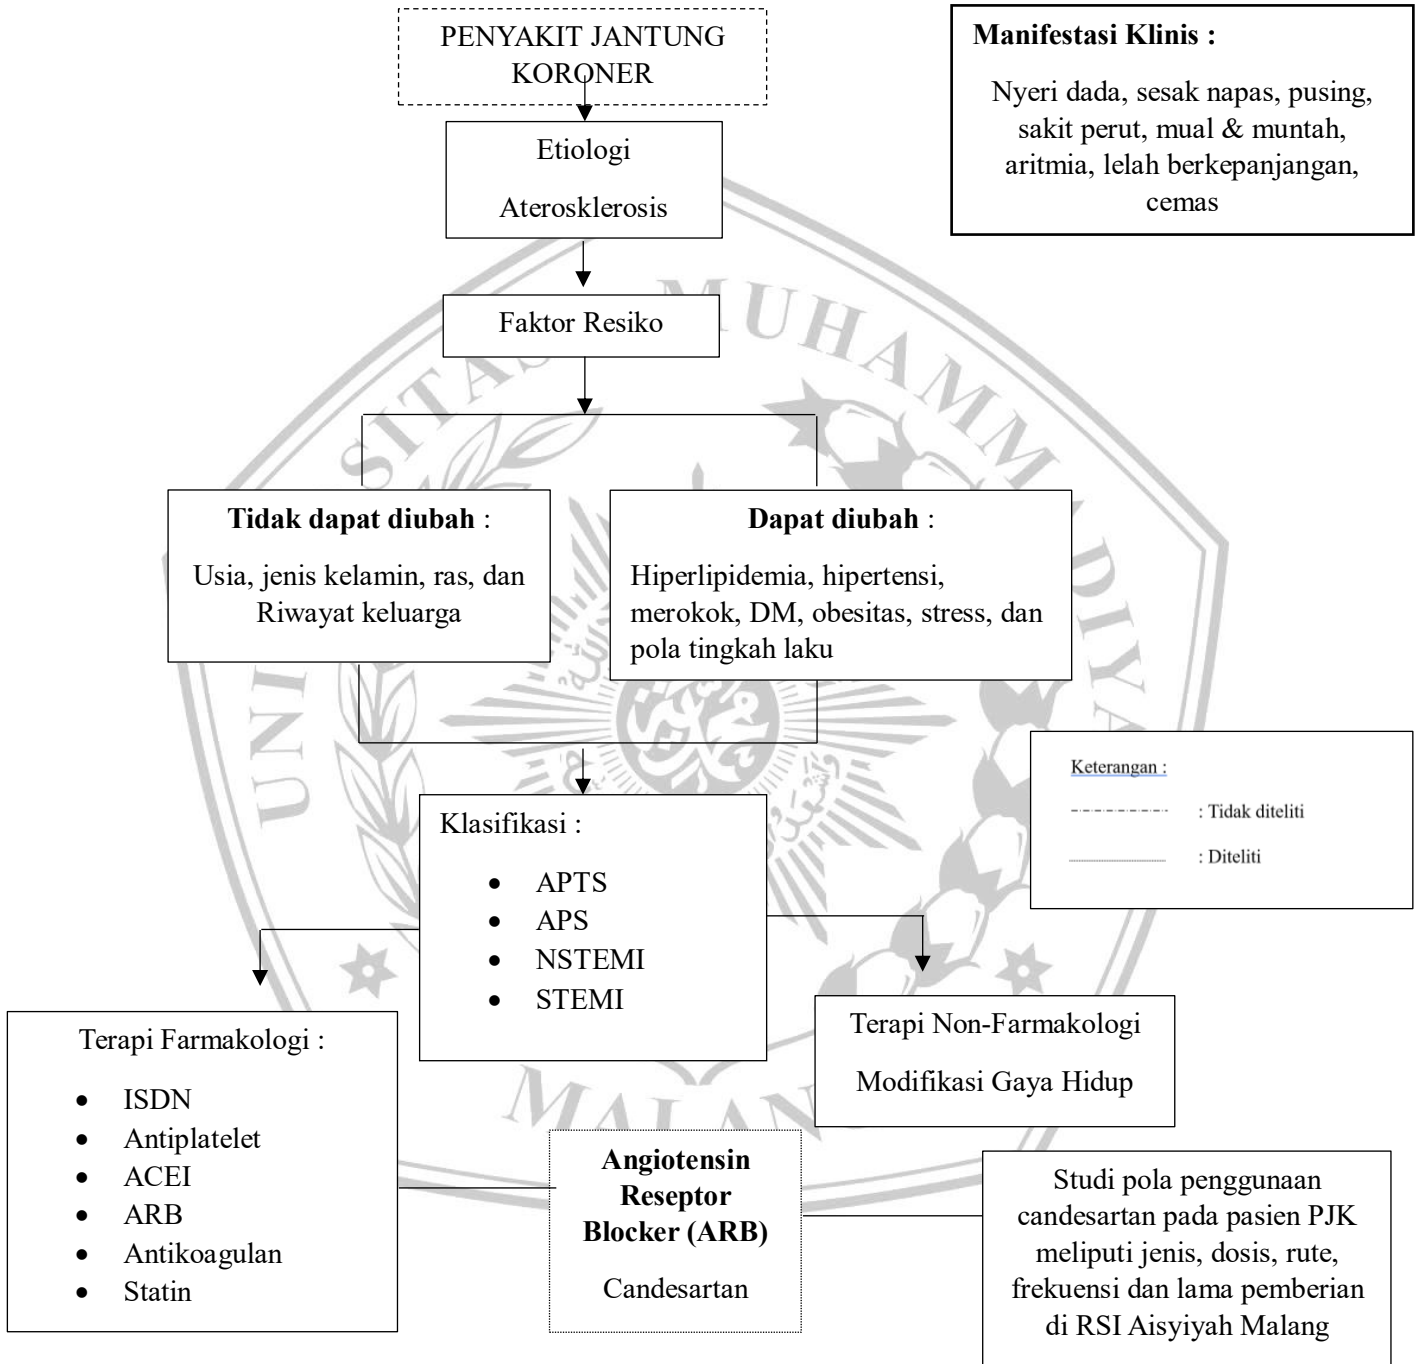 PENYAKIT JANTUNG
KORONER
Manifestasi Klinis :
Nyeri dada, sesak napas, pusing,
sakit perut, mual & muntah,
aritmia, lelah berkepanjangan,
cemas
Etiologi
Aterosklerosis
Faktor Resiko
Tidak dapat diubah :
Usia, jenis kelamin, ras, dan
Riwayat keluarga
Dapat diubah :
Hiperlipidemia, hipertensi,
merokok, DM, obesitas, stress, dan
pola tingkah laku
Keterangan :
: Tidak diteliti
: Diteliti
Klasifikasi :
• APTS
• APS
• NSTEMI
• STEMI
Terapi Farmakologi :
• ISDN
• Antiplatelet
• ACEI
• ARB
• Antikoagulan
• Statin
Terapi Non-Farmakologi
Modifikasi Gaya Hidup
Angiotensin
Reseptor
Blocker (ARB)
Candesartan
Studi pola penggunaan
candesartan pada pasien PJK
meliputi jenis, dosis, rute,
frekuensi dan lama pemberian
di RSI Aisyiyah Malang
MUHAMMADIYA
MALAN